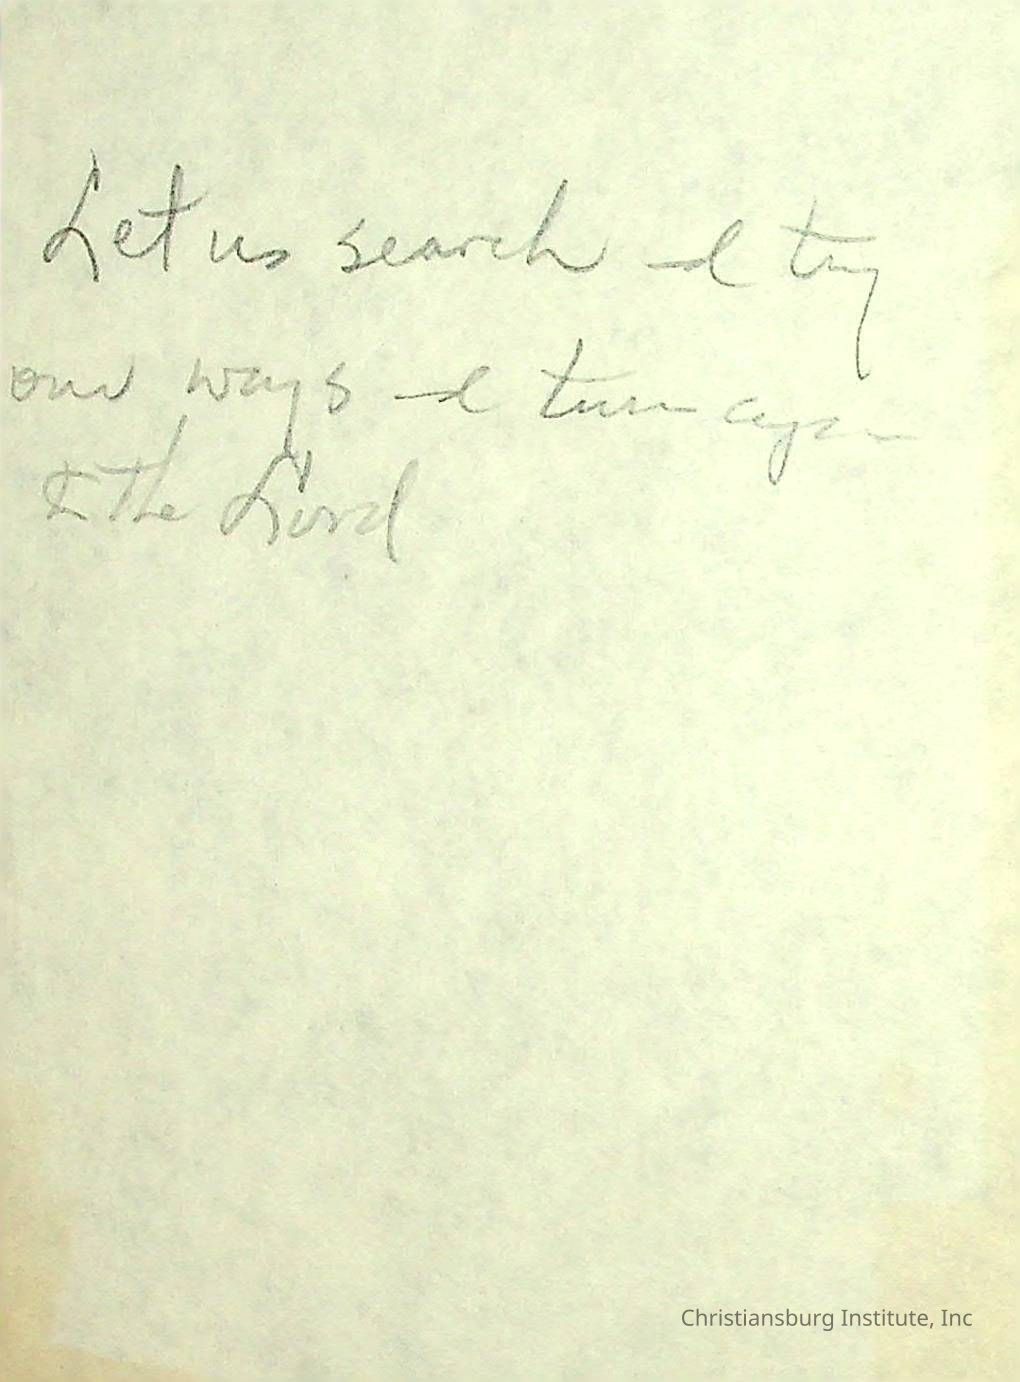 Let us search & try
our ways & turn again
to the Lord
Christiansburg Institute, Inc